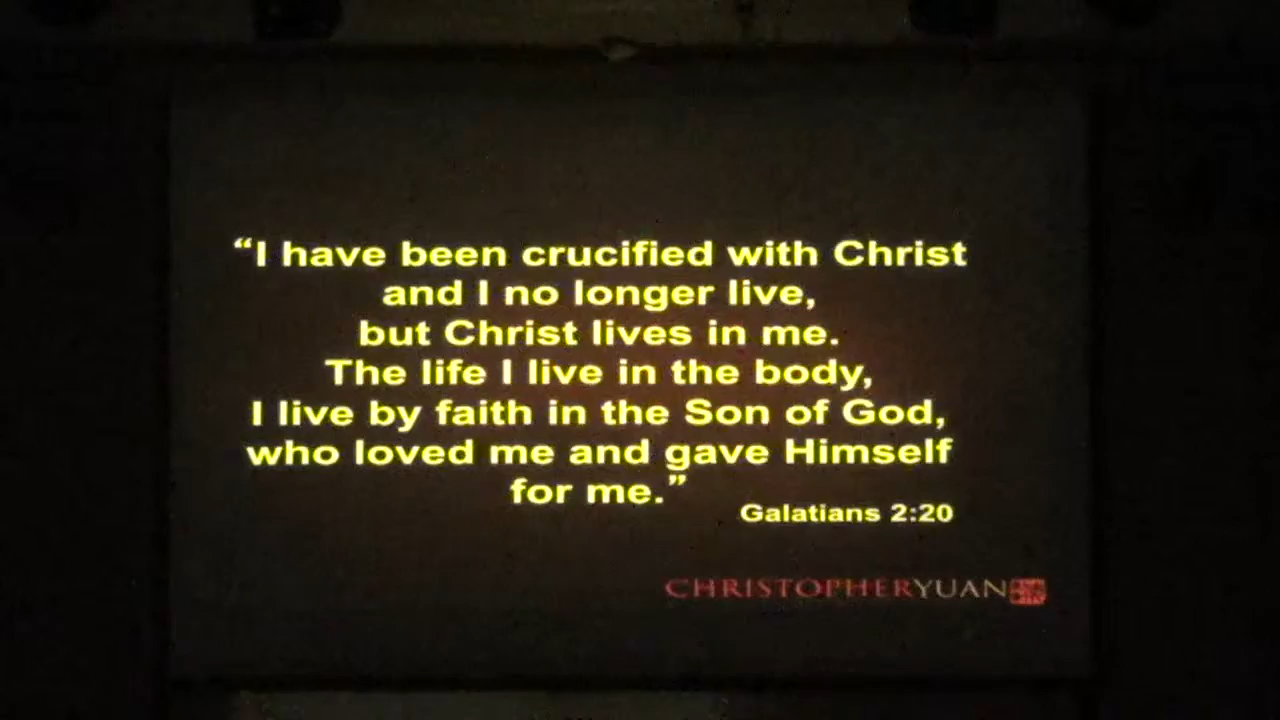 “I have been crucified with Christ
and I no longer live,
but Christ lives in me.
The life I live in the body,
I live by faith in the Son of God,
who loved me and gave Himself
for me.”
Galatians 2:20
CHRISTOPHERYUAN